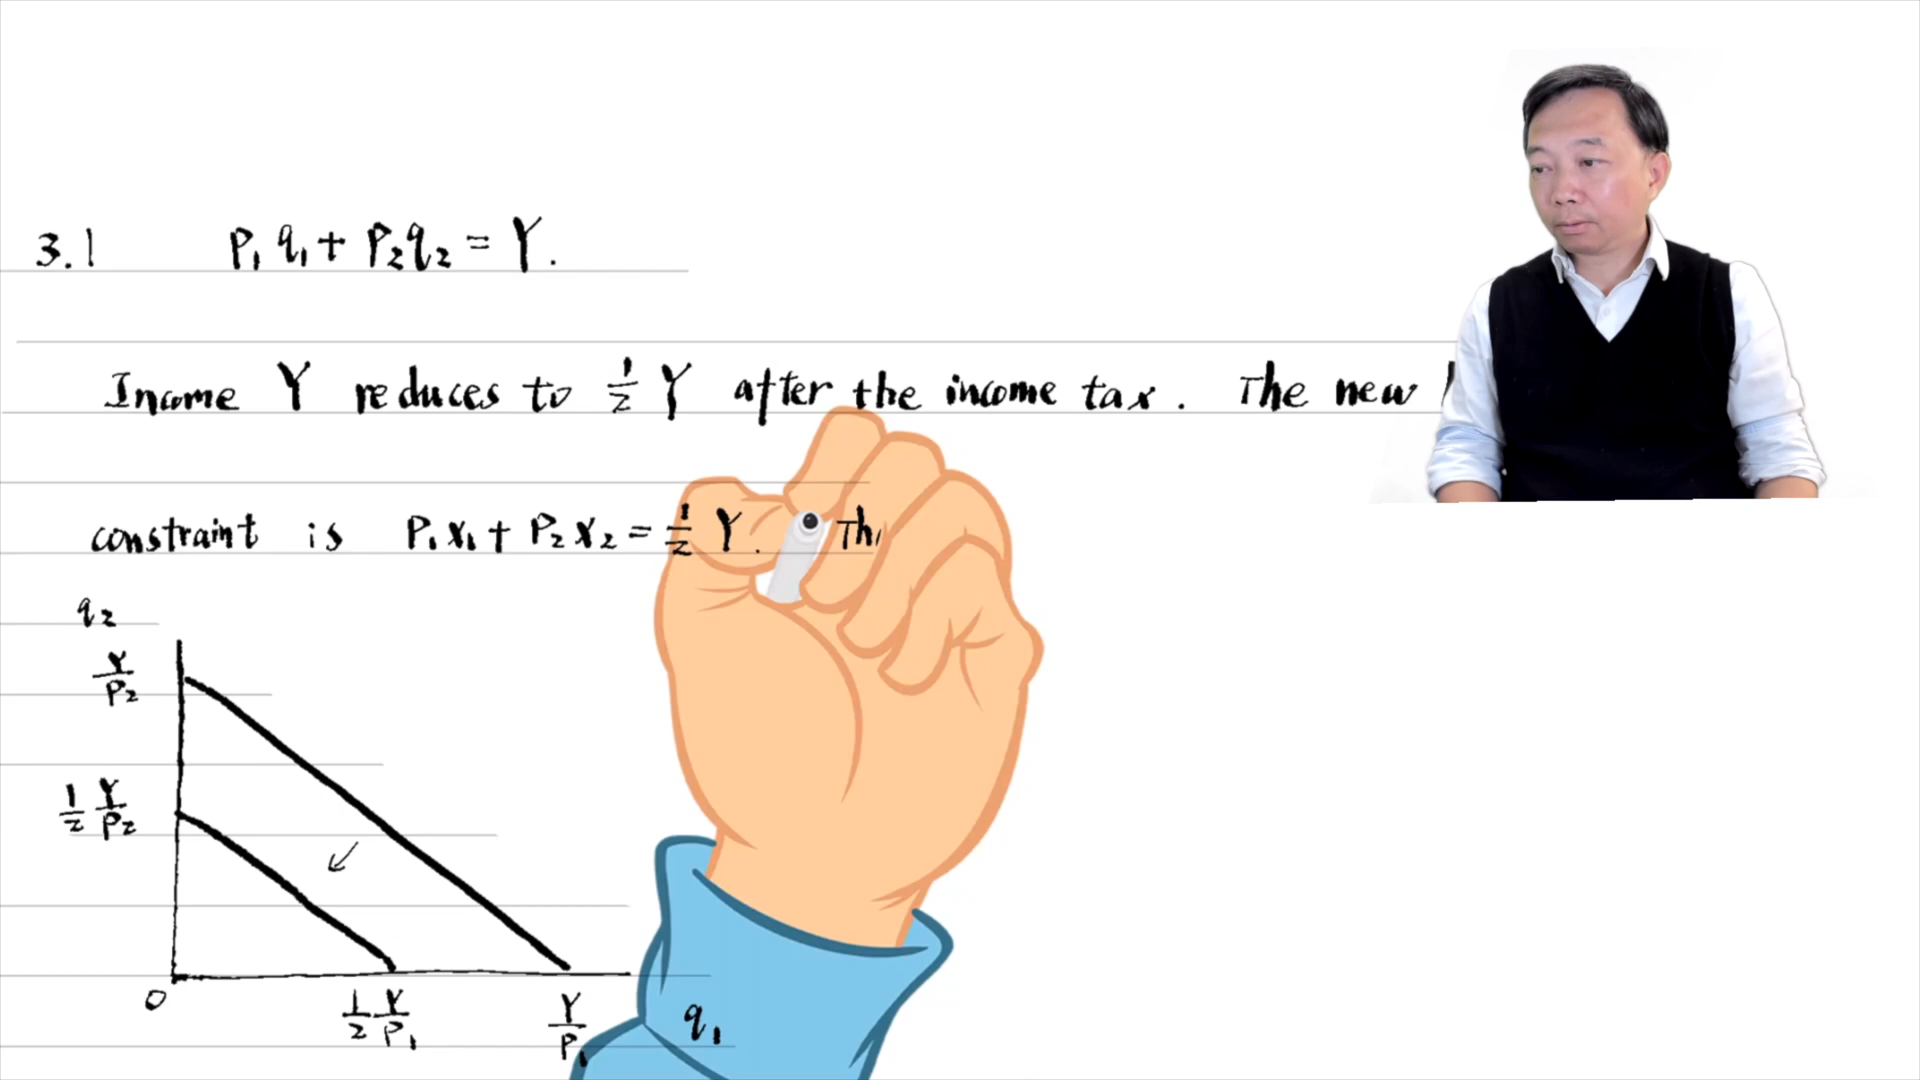 3.1 P₁q₁ + P₂q₂ = Y.
Income Y reduces to ½ Y after the income tax. The new
constraint is P₁x₁ + P₂x₂ = ½ Y.
q₂
Y/P₂
½ Y/P₂
0 ½ Y/P₁ Y/P₁ q₁